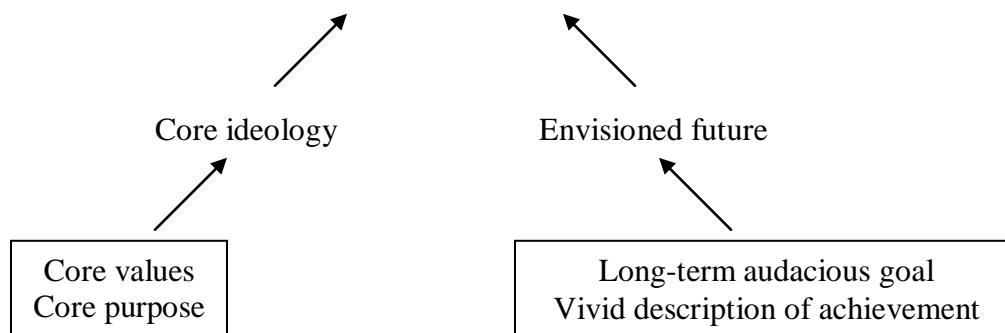 Core ideology
Envisioned future
Core values
Core purpose
Long-term audacious goal
Vivid description of achievement